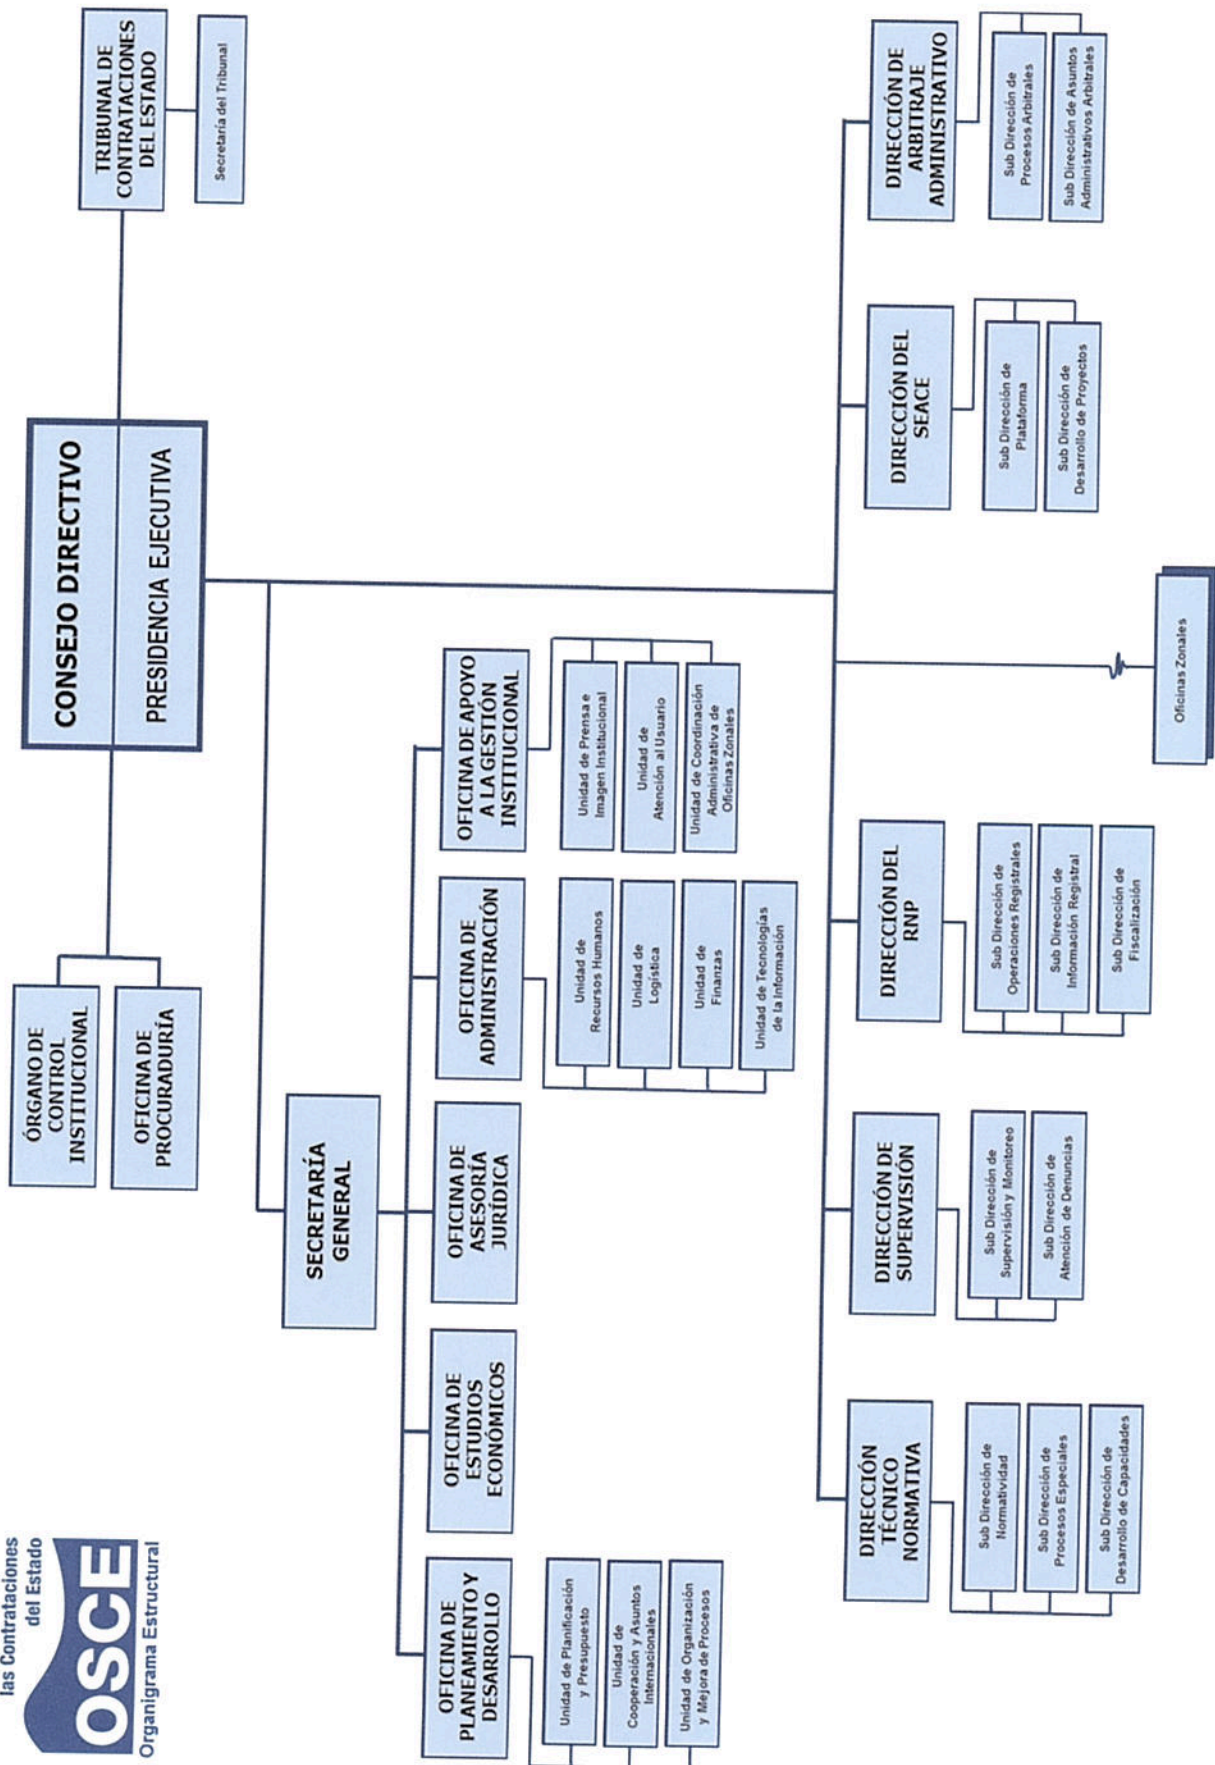 las Contrataciones
del Estado
OSCE
Organigrama Estructural
CONSEJO DIRECTIVO
PRESIDENCIA EJECUTIVA
ÓRGANO DE
CONTROL
INSTITUCIONAL
OFICINA DE
PROCURADURÍA
TRIBUNAL DE
CONTRATACIONES
DEL ESTADO
Secretaría del Tribunal
SECRETARÍA
GENERAL
OFICINA DE
PLANEAMIENTO Y
DESARROLLO
Unidad de Planificación
y Presupuesto
Unidad de
Cooperación y Asuntos
Internacionales
Unidad de Organización
y Mejora de Procesos
OFICINA DE
ESTUDIOS
ECONÓMICOS
OFICINA DE
ASESORÍA
JURÍDICA
OFICINA DE
ADMINISTRACIÓN
Unidad de
Recursos Humanos
Unidad de
Logística
Unidad de
Finanzas
Unidad de Tecnologías
de la Información
OFICINA DE APOYO
A LA GESTIÓN
INSTITUCIONAL
Unidad de Prensa e
Imagen Institucional
Unidad de
Atención al Usuario
Unidad de Coordinación
Administrativa de
Oficinas Zonales
DIRECCIÓN
TÉCNICO
NORMATIVA
Sub Dirección de
Normatividad
Sub Dirección de
Procesos Especiales
Sub Dirección de
Desarrollo de Capacidades
DIRECCIÓN DE
SUPERVISIÓN
Sub Dirección de
Supervisión y Monitoreo
Sub Dirección de
Atención de Denuncias
DIRECCIÓN DEL
RNP
Sub Dirección de
Operaciones Registrales
Sub Dirección de
Información Registral
Sub Dirección de
Fiscalización
Oficinas Zonales
DIRECCIÓN DEL
SEACE
Sub Dirección de
Plataforma
Sub Dirección de
Desarrollo de Proyectos
DIRECCIÓN DE
ARBITRAJE
ADMINISTRATIVO
Sub Dirección de
Procesos Arbitrales
Sub Dirección de Asuntos
Administrativos Arbitrales